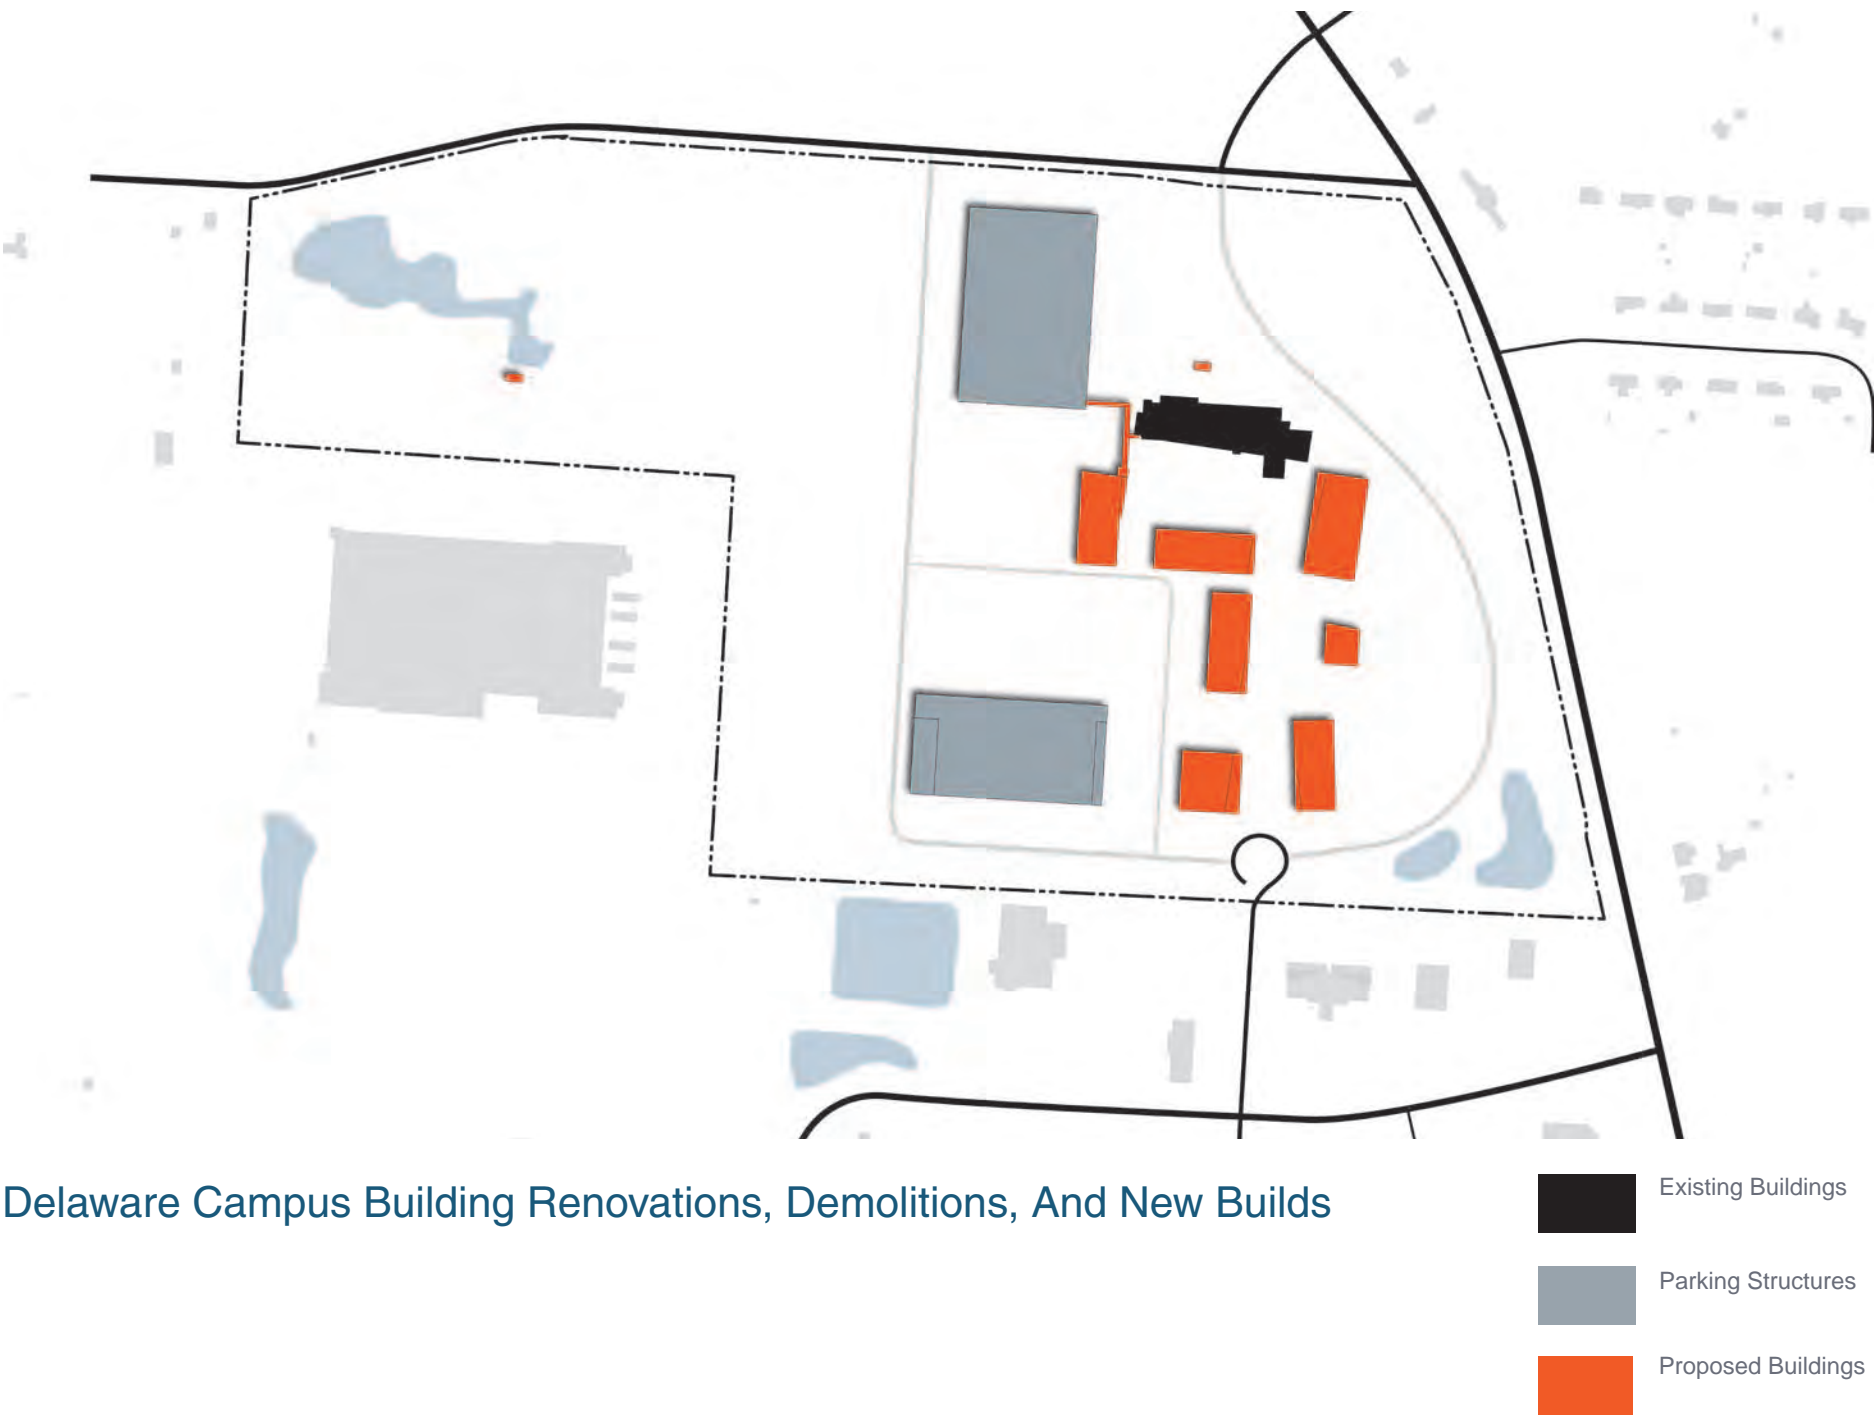 Delaware Campus Building Renovations, Demolitions, And New Builds
Existing Buildings
Parking Structures
Proposed Buildings